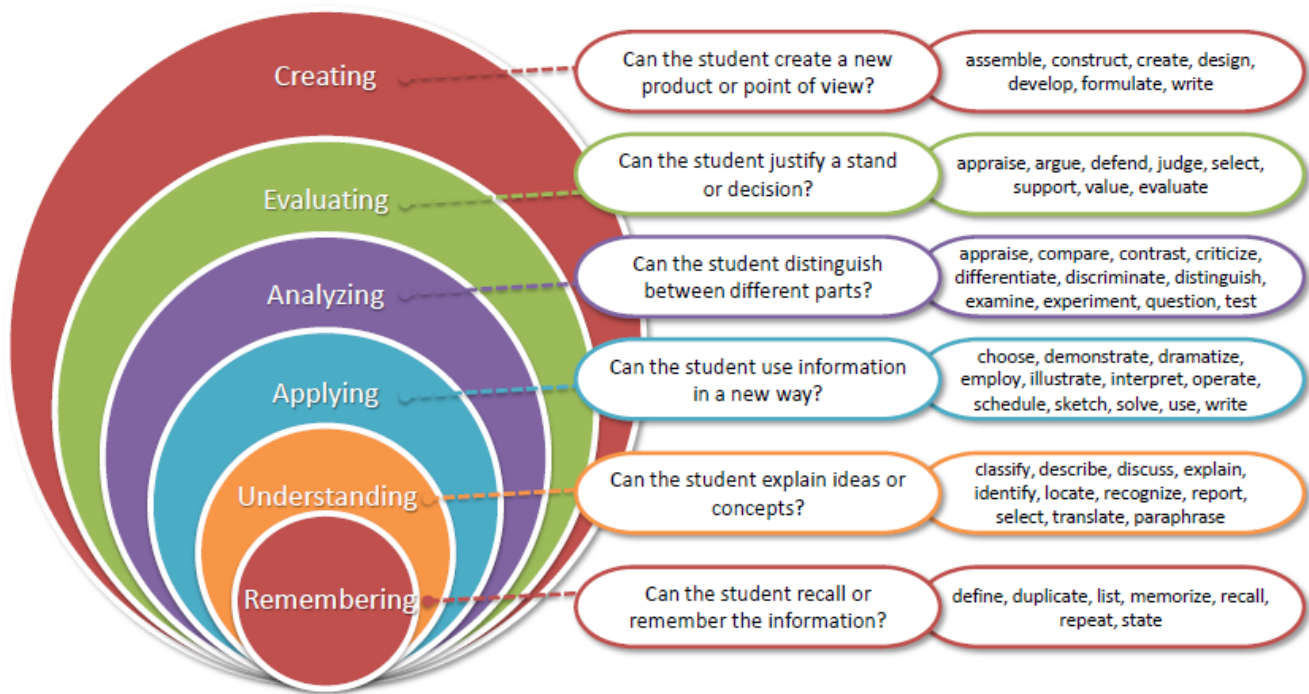 Creating
Can the student create a new
product or point of view?
assemble, construct, create, design,
develop, formulate, write
Evaluating
Can the student justify a stand
or decision?
appraise, argue, defend, judge, select,
support, value, evaluate
Analyzing
Can the student distinguish
between different parts?
appraise, compare, contrast, criticize,
differentiate, discriminate, distinguish,
examine, experiment, question, test
Applying
Can the student use information
in a new way?
choose, demonstrate, dramatize,
employ, illustrate, interpret, operate,
schedule, sketch, solve, use, write
Understanding
Can the student explain ideas or
concepts?
classify, describe, discuss, explain,
identify, locate, recognize, report,
select, translate, paraphrase
Remembering
Can the student recall or
remember the information?
define, duplicate, list, memorize, recall,
repeat, state